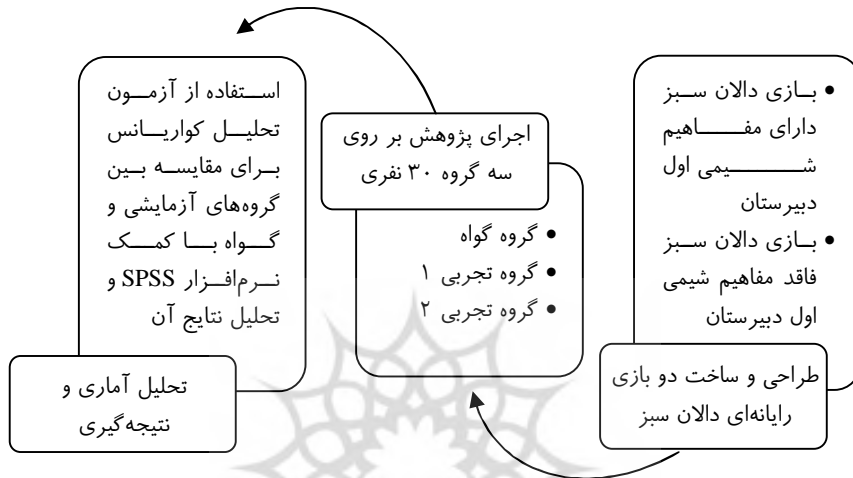 • بازی دالان سبز
دارای مفاهیم
شیمی اول
دبیرستان
• بازی دالان سبز
فاقد مفاهیم شیمی
اول دبیرستان
طراحی و ساخت دو بازی
رایانه‌ای دالان سبز
اجرای پژوهش بر روی
سه گروه ۳۰ نفری
• گروه گواه
• گروه تجربی ۱
• گروه تجربی ۲
استفاده از آزمون
تحلیل کواریانس
برای مقایسه بین
گروه‌های آزمایشی و
گواه با کمک
نرم‌افزار SPSS و
تحلیل نتایج آن
تحلیل آماری و
نتیجه‌گیری